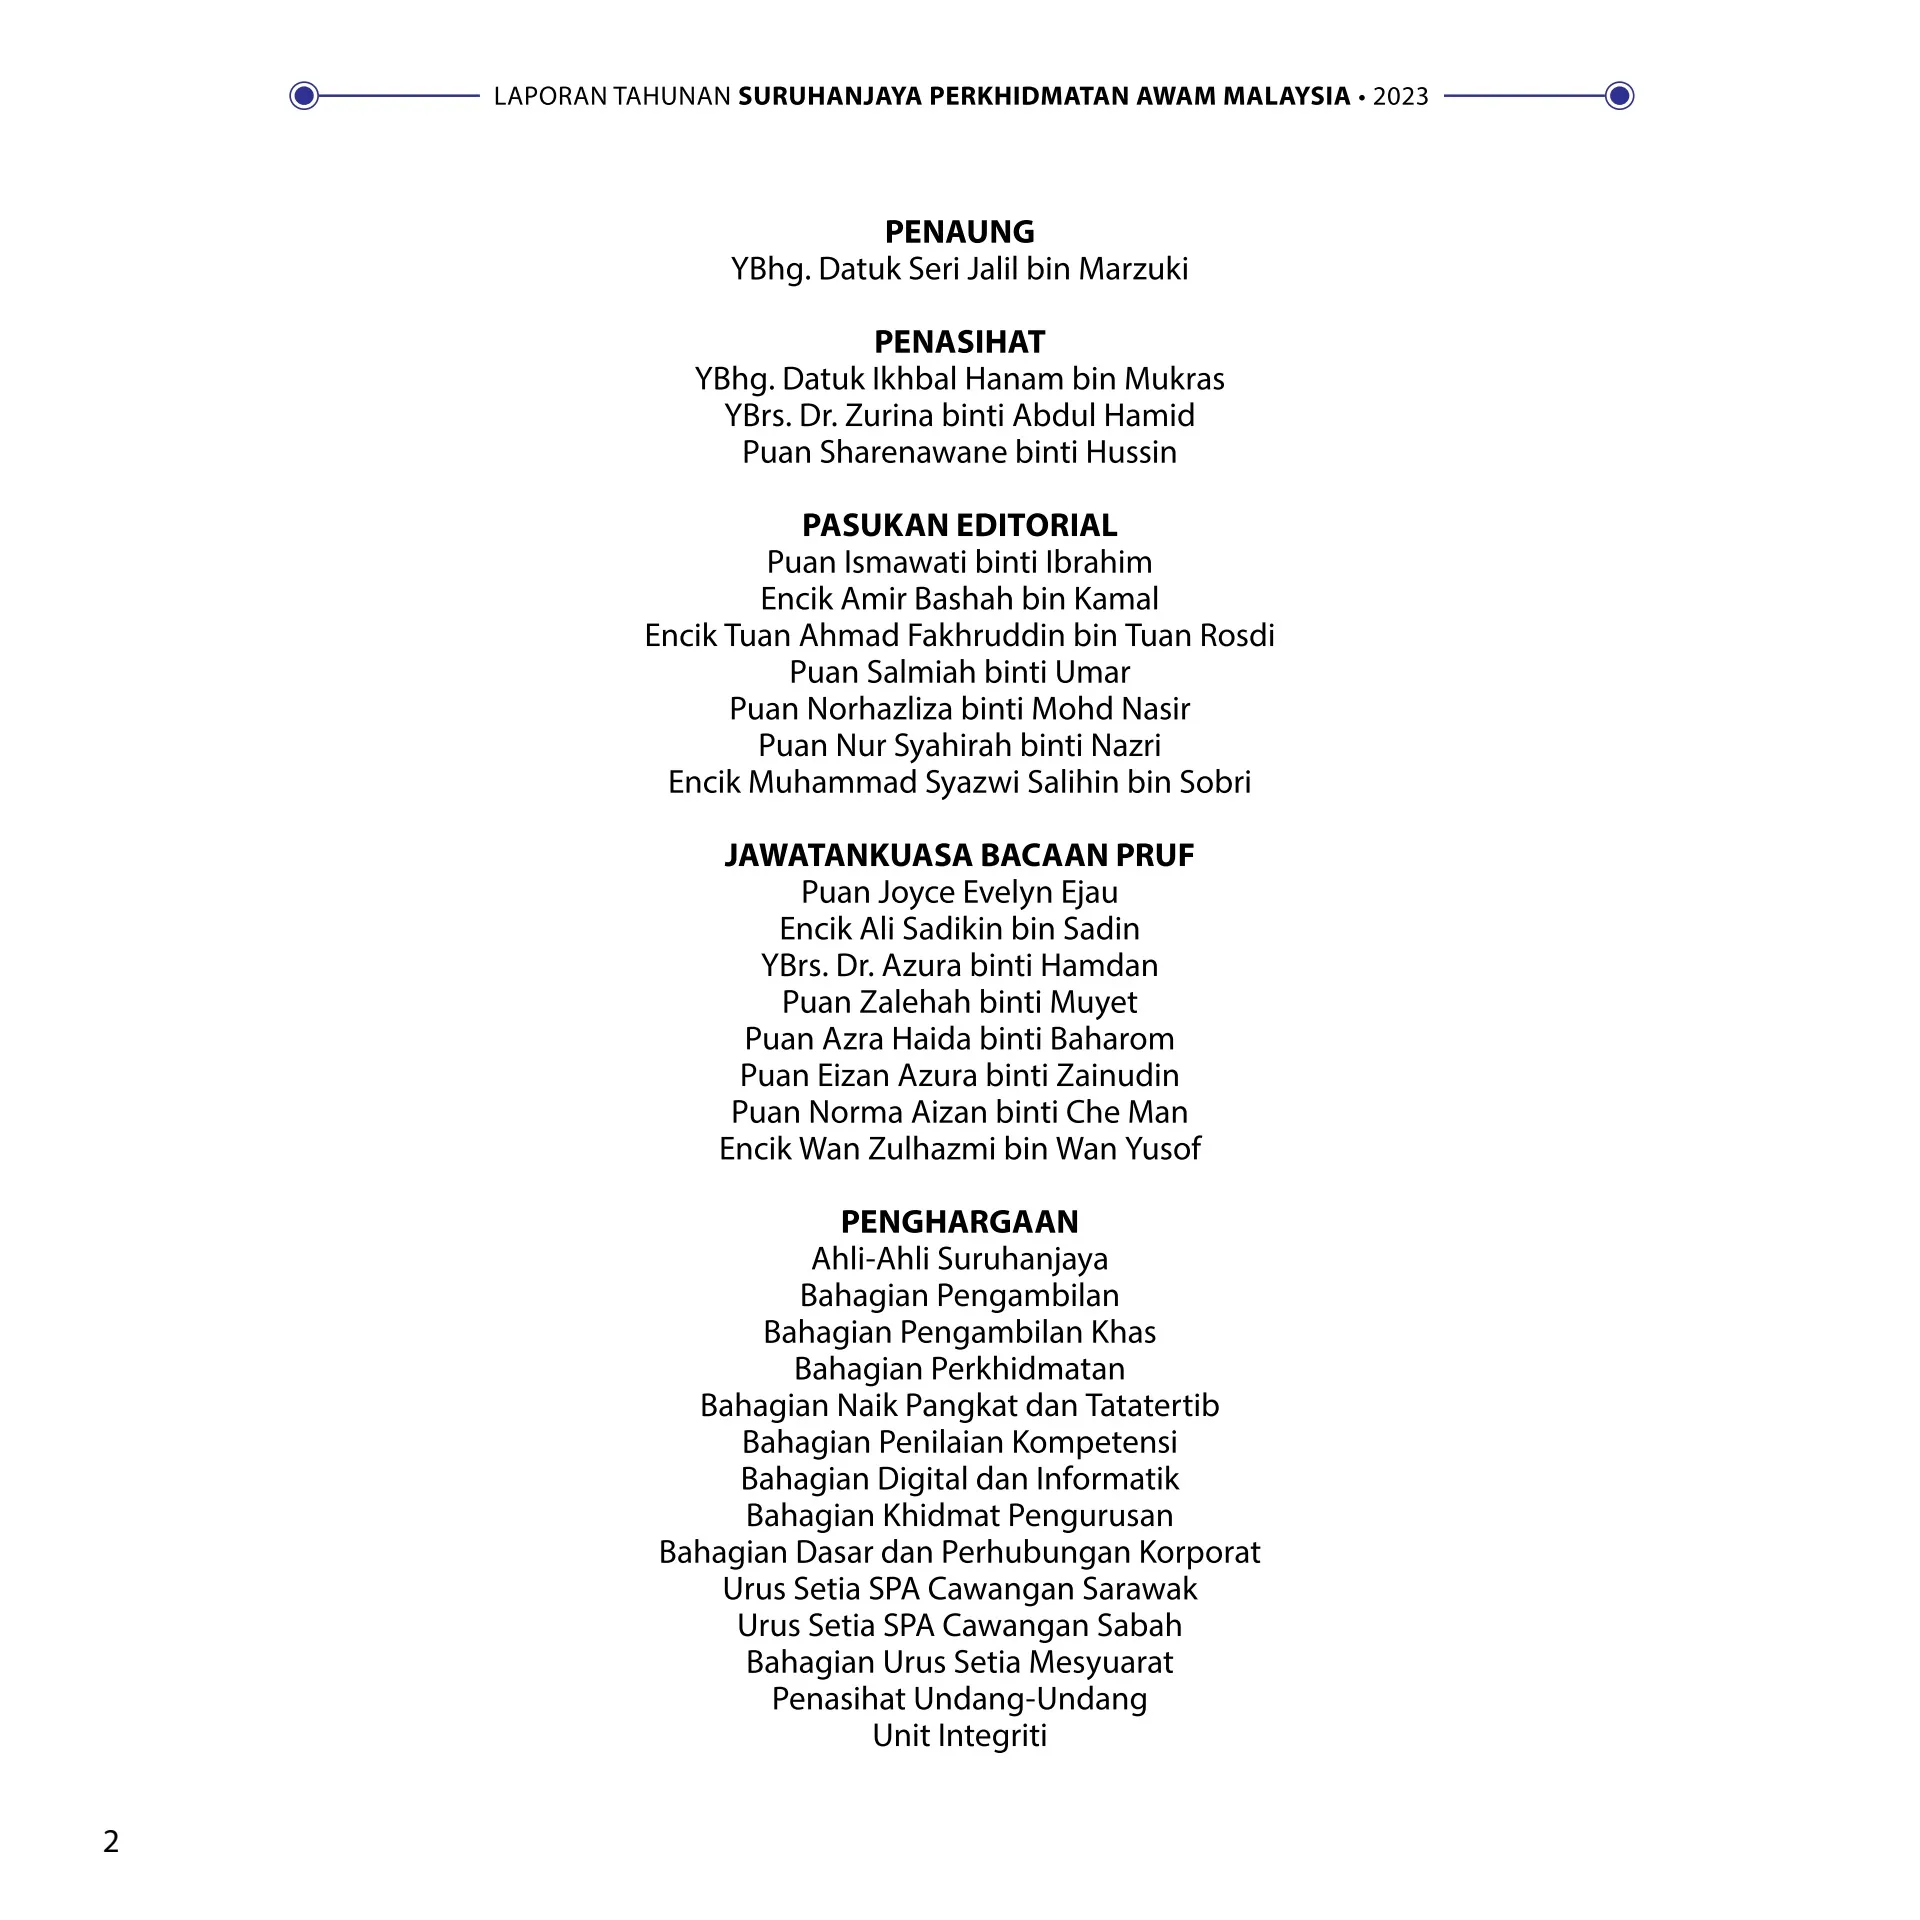 LAPORAN TAHUNAN SURUHANJAYA PERKHIDMATAN AWAM MALAYSIA • 2023
PENAUNG
YBhg. Datuk Seri Jalil bin Marzuki
PENASIHAT
YBhg. Datuk Ikhbal Hanam bin Mukras
YBrs. Dr. Zurina binti Abdul Hamid
Puan Sharenawane binti Hussin
PASUKAN EDITORIAL
Puan Ismawati binti Ibrahim
Encik Amir Bashah bin Kamal
Encik Tuan Ahmad Fakhruddin bin Tuan Rosdi
Puan Salmiah binti Umar
Puan Norhazliza binti Mohd Nasir
Puan Nur Syahirah binti Nazri
Encik Muhammad Syazwi Salihin bin Sobri
JAWATANKUASA BACAAN PRUF
Puan Joyce Evelyn Ejau
Encik Ali Sadikin bin Sadin
YBrs. Dr. Azura binti Hamdan
Puan Zalehah binti Muyet
Puan Azra Haida binti Baharom
Puan Eizan Azura binti Zainudin
Puan Norma Aizan binti Che Man
Encik Wan Zulhazmi bin Wan Yusof
PENGHARGAAN
Ahli-Ahli Suruhanjaya
Bahagian Pengambilan
Bahagian Pengambilan Khas
Bahagian Perkhidmatan
Bahagian Naik Pangkat dan Tatatertib
Bahagian Penilaian Kompetensi
Bahagian Digital dan Informatik
Bahagian Khidmat Pengurusan
Bahagian Dasar dan Perhubungan Korporat
Urus Setia SPA Cawangan Sarawak
Urus Setia SPA Cawangan Sabah
Bahagian Urus Setia Mesyuarat
Penasihat Undang-Undang
Unit Integriti
2